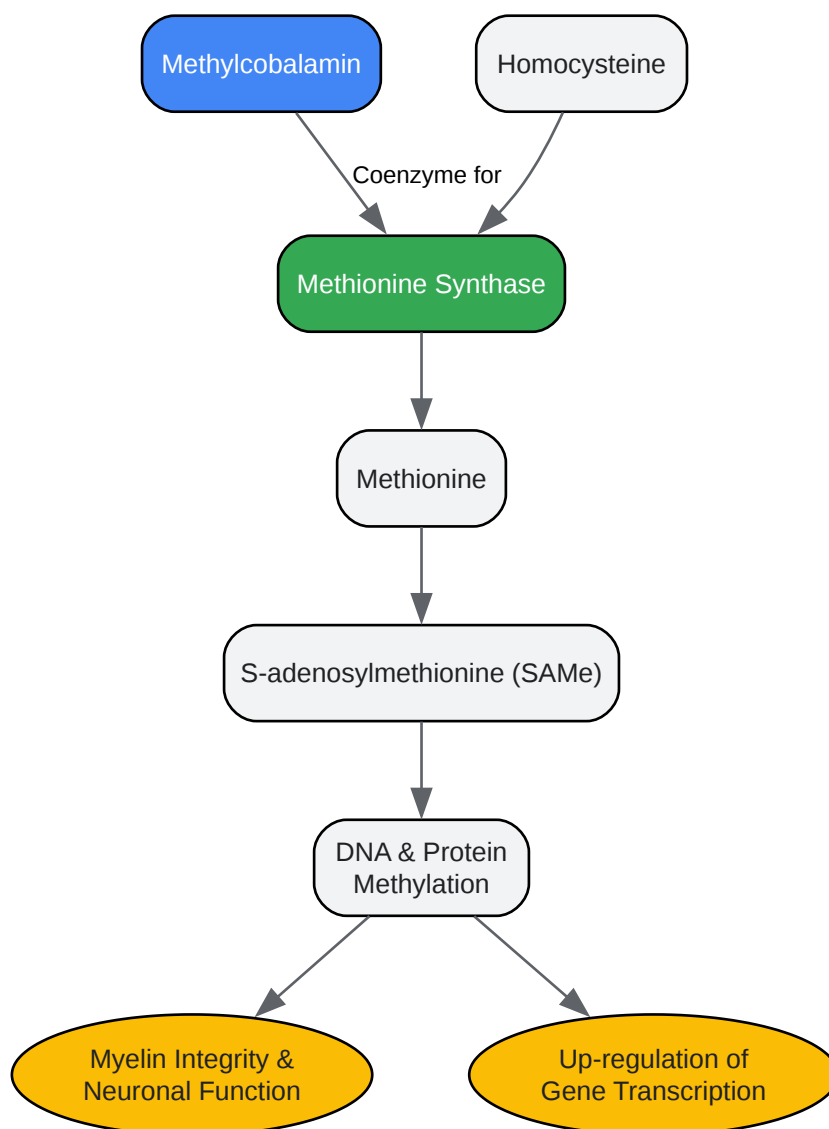 Methylcobalamin
Homocysteine
Coenzyme for
Methionine Synthase
Methionine
S-adenosylmethionine (SAMe)
DNA & Protein
Methylation
Myelin Integrity &
Neuronal Function
Up-regulation of
Gene Transcription